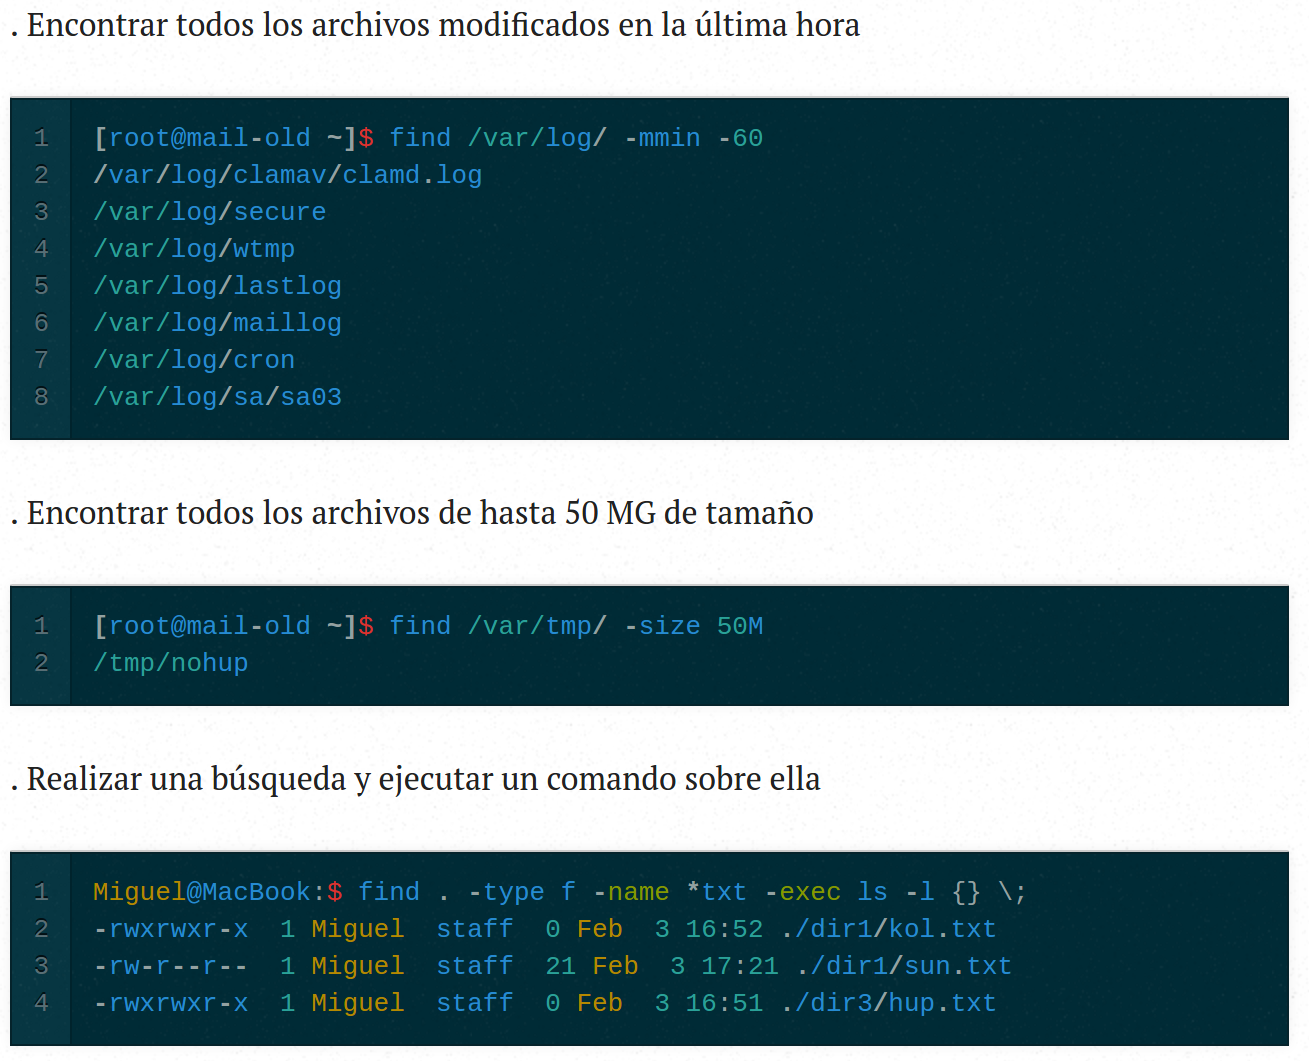 . Encontrar todos los archivos modificados en la última hora
1 [root@mail-old ~]$ find /var/log/ -mmin -60
2 /var/log/clamav/clamd.log
3 /var/log/secure
4 /var/log/wtmp
5 /var/log/lastlog
6 /var/log/maillog
7 /var/log/cron
8 /var/log/sa/sa03
. Encontrar todos los archivos de hasta 50 MG de tamaño
1 [root@mail-old ~]$ find /var/tmp/ -size 50M
2 /tmp/nohup
. Realizar una búsqueda y ejecutar un comando sobre ella
1 Miguel@MacBook:$ find . -type f -name *txt -exec ls -l {} \;
2 -rwxrwxr-x  1 Miguel  staff  0 Feb  3 16:52 ./dir1/kol.txt
3 -rw-r--r--  1 Miguel  staff  21 Feb  3 17:21 ./dir1/sun.txt
4 -rwxrwxr-x  1 Miguel  staff  0 Feb  3 16:51 ./dir3/hup.txt